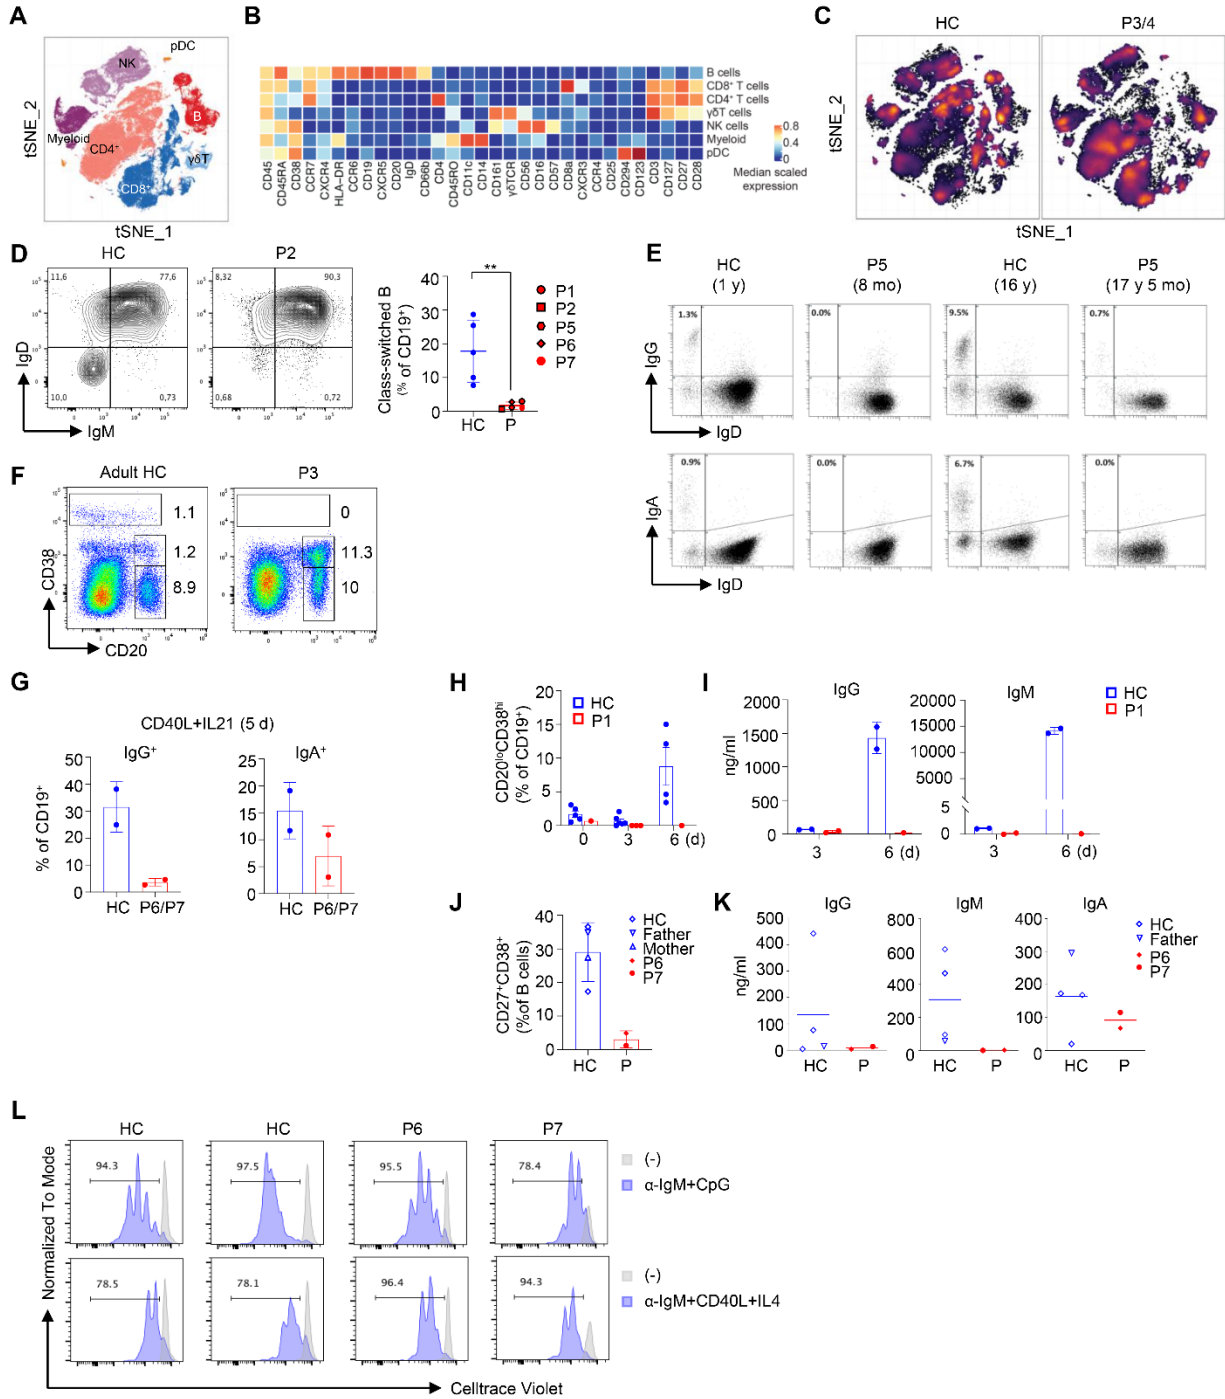 A
B
C
NK
pDC
B
Myeloid
CD4⁺
γδT
CD8⁺
tSNE_2
tSNE_1
B cells
CD8⁺ T cells
CD4⁺ T cells
γδT cells
NK cells
Myeloid
pDC
CD45
CD45RA
CD38
CCR7
CXCR4
HLA-DR
CCR6
CD19
CXCR5
CD20
IgD
CD66b
CD4
CD45RO
CD11c
CD14
CD161
γδTCR
CD56
CD16
CD57
CD8a
CXCR3
CCR4
CD25
CD294
CD123
CD3
CD127
CD27
CD28
0.8
0.4
0
Median scaled
expression
HC
P3/4
tSNE_2
tSNE_1
D
HC
P2
11,6
77,6
10,0
0,73
8,32
90,3
0,68
0,72
IgD
IgM
Class-switched B
(% of CD19⁺)
40
30
20
10
0
**
HC
P
P1
P2
P5
P6
P7
E
HC
(1 y)
P5
(8 mo)
HC
(16 y)
P5
(17 y 5 mo)
1.3%
0.0%
9.5%
0.7%
IgG
IgD
0.9%
0.0%
6.7%
0.0%
IgA
IgD
F
Adult HC
P3
1.1
1.2
8.9
0
11.3
10
CD38
CD20
G
CD40L+IL21 (5 d)
IgG⁺
IgA⁺
% of CD19⁺
50
40
30
20
10
0
HC
P6/P7
25
20
15
10
5
0
HC
P6/P7
H
CD20ˡᵒCD38ʰⁱ
(% of CD19⁺)
20
15
10
5
0
HC
P1
0
3
6
(d)
I
IgG
IgM
HC
P1
ng/ml
2000
1500
1000
500
0
3
6
(d)
20000
15000
10000
5000
5
0
3
6
(d)
J
CD27⁺CD38⁺
(%of B cells)
40
30
20
10
0
HC
P
HC
Father
Mother
P6
P7
K
IgG
IgM
IgA
ng/ml
500
400
300
200
100
0
HC
P
800
600
400
200
0
HC
P
400
300
200
100
0
HC
P
HC
Father
P6
P7
L
HC
HC
P6
P7
94.3
97.5
95.5
78.4
(-)
α-IgM+CpG
78.5
78.1
96.4
94.3
(-)
α-IgM+CD40L+IL4
Normalized To Mode
Celltrace Violet